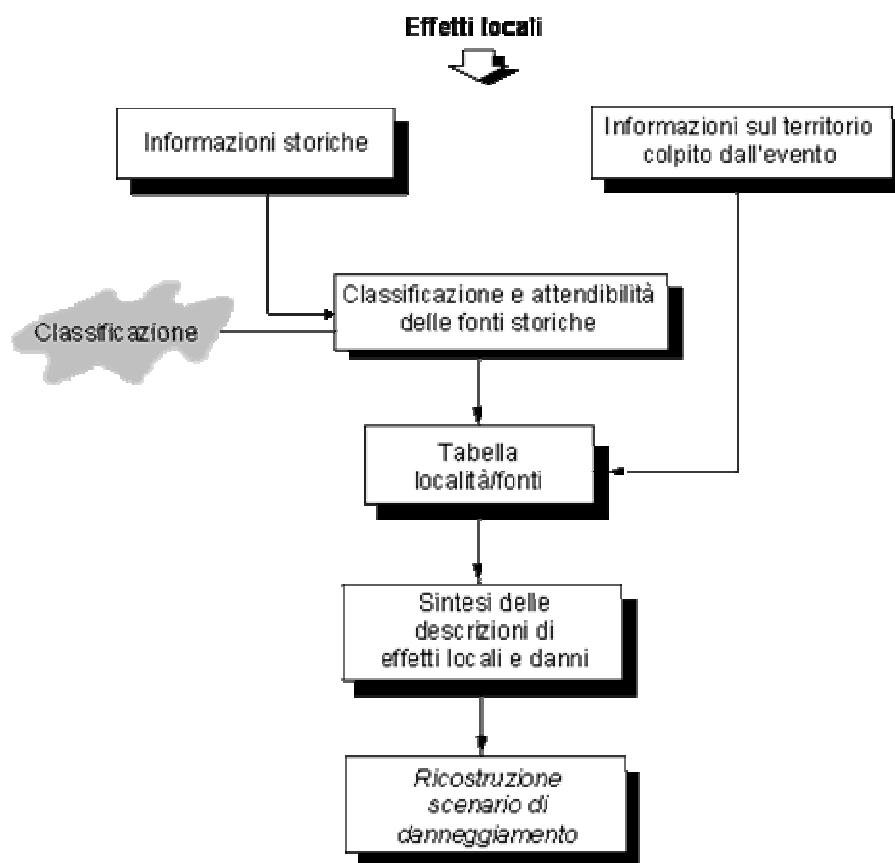 Effetti locali
Informazioni storiche
Informazioni sul territorio
colpito dall'evento
Classificazione e attendibilità
delle fonti storiche
Classificazione
Tabella
località/fonti
Sintesi delle
descrizioni di
effetti locali e danni
Ricostruzione
scenario di
danneggiamento